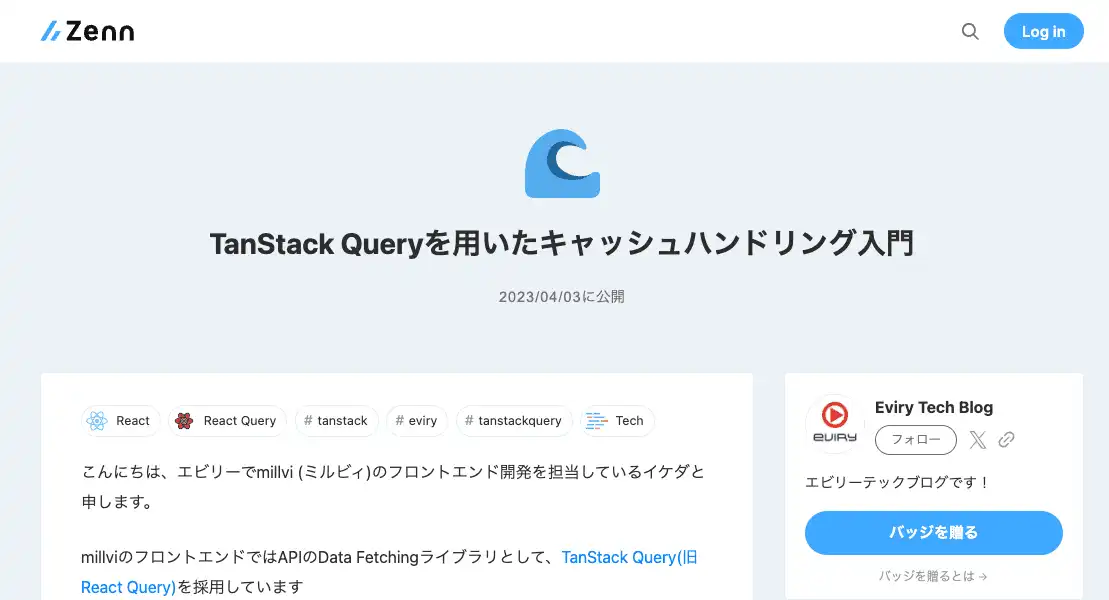 Zenn
Log in
TanStack Queryを用いたキャッシュハンドリング入門
2023/04/03に公開
React
React Query
# tanstack
# eviry
# tanstackquery
Tech
こんにちは、エビリーでmillvi (ミルビィ)のフロントエンド開発を担当しているイケダと
申します。
millviのフロントエンドではAPIのData Fetchingライブラリとして、TanStack Query(旧
React Query)を採用しています
EVIRY
Eviry Tech Blog
フォロー
エビリーテックブログです！
バッジを贈る
バッジを贈るとは →